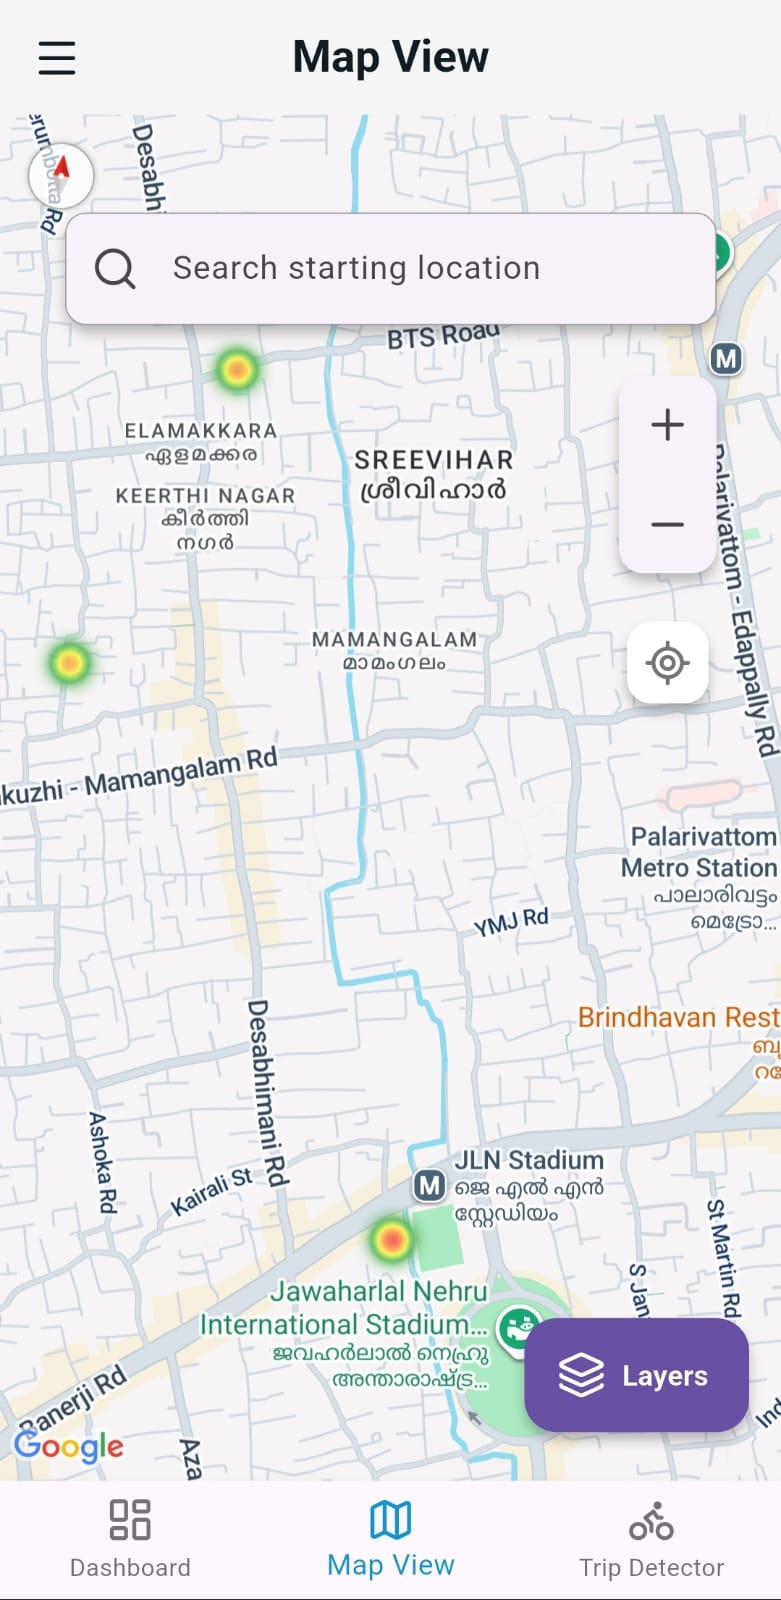 Map View
Desabh
Search starting location
BTS Road
M
ELAMAKKARA
ഏളമക്കര
SREEVIHAR
ശ്രീവിഹാർ
KEERTHI NAGAR
കീർത്തി
നഗർ
Palarivattom - Edappally Rd
MAMANGALAM
മാമംഗലം
kuzhi - Mamangalam Rd
Palarivattom
Metro Station
പാലാരിവട്ടം
മെട്രോ...
YMJ Rd
Brindhavan Rest
Desabhimani Rd
Ashoka Rd
Kairali St
M
JLN Stadium
ജെ എൽ എൻ
സ്റ്റേഡിയം
St Martin Rd
S Jan
Jawaharlal Nehru
International Stadium...
ജവഹർലാൽ നെഹ്റു
അന്താരാഷ്ട്ര...
Layers
Banerji Rd
Ind
Google
Aza
Dashboard
Map View
Trip Detector